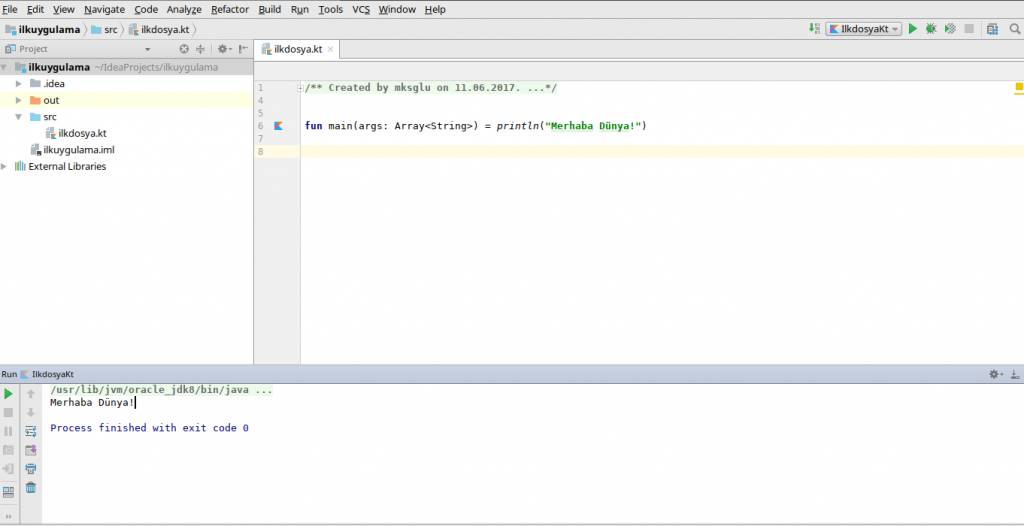 File Edit View Navigate Code Analyze Refactor Build Run Tools VCS Window Help
ilkuygulama src ilkdosya.kt IlkdosyaKt
Project
ilkdosya.kt
ilkuygulama ~/IdeaProjects/ilkuygulama
.idea
out
src
ilkdosya.kt
ilkuygulama.iml
External Libraries
1 /** Created by mksglu on 11.06.2017. ...*/
4
5
6 fun main(args: Array<String>) = println("Merhaba Dünya!")
7
8
Run IlkdosyaKt
/usr/lib/jvm/oracle_jdk8/bin/java ...
Merhaba Dünya!
Process finished with exit code 0